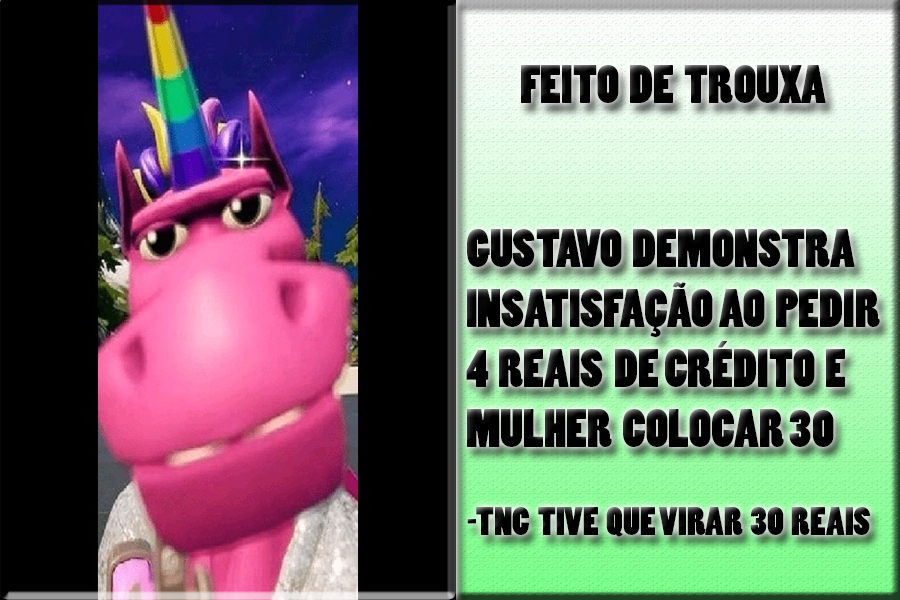 FEITO DE TROUXA
GUSTAVO DEMONSTRA
INSATISFAÇÃO AO PEDIR
4 REAIS DE CRÉDITO E
MULHER COLOCAR 30
-TNC TIVE QUE VIRAR 30 REAIS